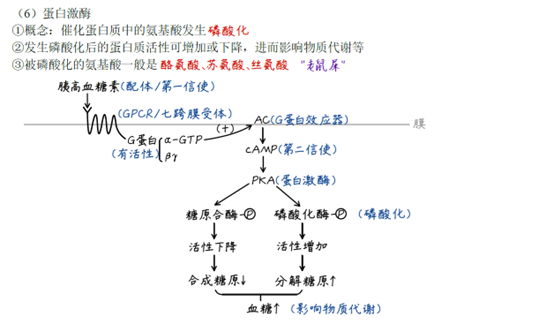 （6）蛋白激酶
①概念：催化蛋白质中的氨基酸发生磷酸化
②发生磷酸化后的蛋白质活性可增加或下降，进而影响物质代谢等
③被磷酸化的氨基酸一般是 酪氨酸、苏氨酸、丝氨酸 “老鼠屎”
胰高血糖素(配体/第一信使)
(GPCR/七跨膜受体) AC(G蛋白效应器)
膜
G蛋白{α-GTP (+)
(有活性) βγ cAMP(第二信使)
PKA(蛋白激酶)
糖原合酶-P 磷酸化酶-P (磷酸化)
活性下降 活性增加
合成糖原↓ 分解糖原↑
血糖↑ (影响物质代谢)